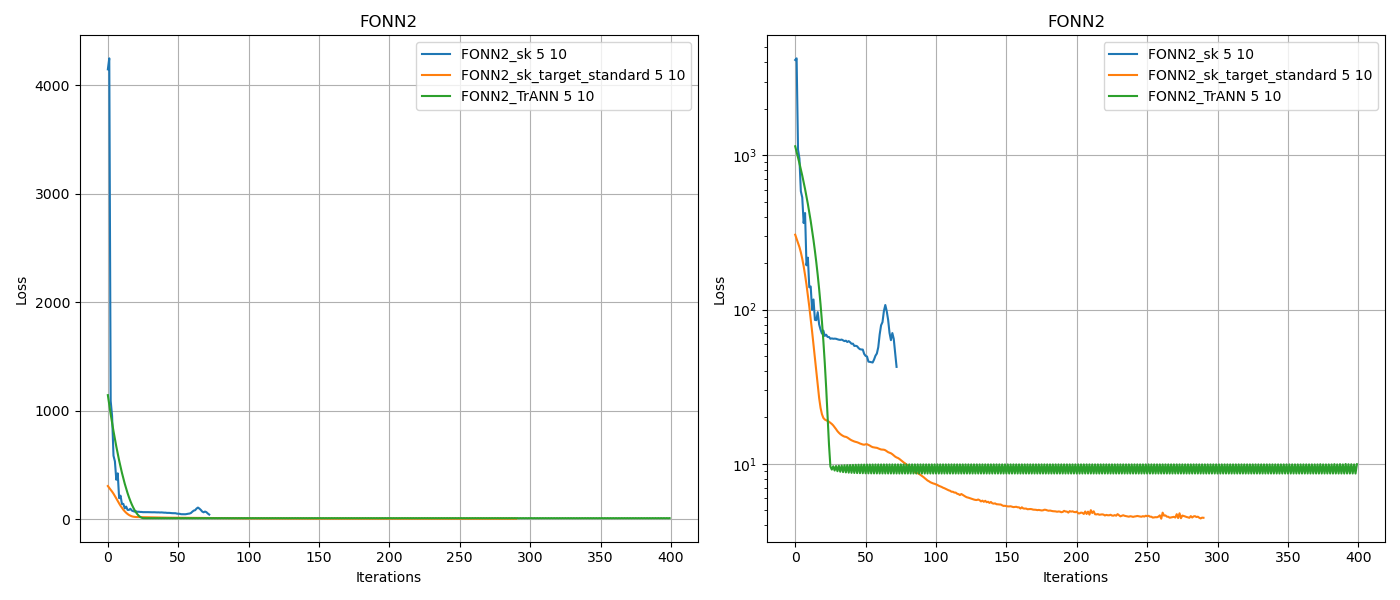 FONN2
FONN2_sk 5 10
FONN2_sk_target_standard 5 10
FONN2_TrANN 5 10
Loss
4000
3000
2000
1000
0
0 50 100 150 200 250 300 350 400
Iterations
FONN2
FONN2_sk 5 10
FONN2_sk_target_standard 5 10
FONN2_TrANN 5 10
Loss
10³
10²
10¹
0 50 100 150 200 250 300 350 400
Iterations